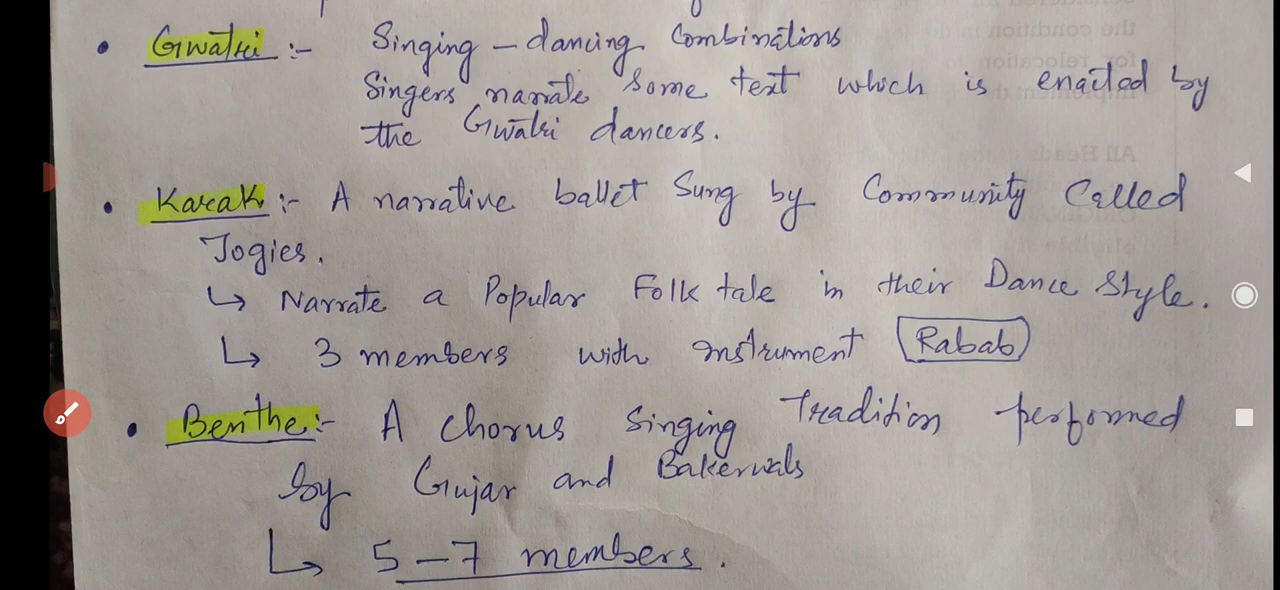 • Gwatri :- Singing - dancing Combinations
Singers narrate some text which is enacted by
the Gwatri dancers.
• Karak :- A narrative ballet Sung by Community Called
Jogies.
↳ Narrate a Popular Folk tale in their Dance Style.
↳ 3 members with instrument Rabab
• Benthe :- A chorus Singing Tradition performed
by Gujar and Bakerwals
↳ 5-7 members.